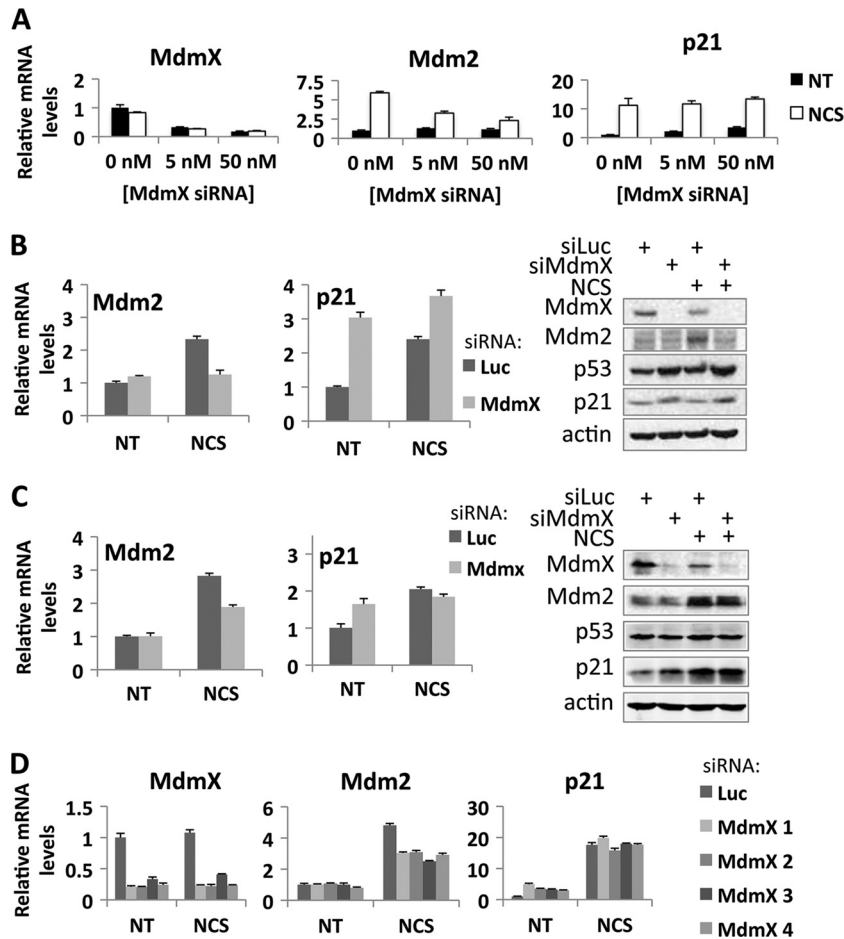 A
MdmX
Mdm2
p21
Relative mRNA
levels
2
1
0
7.5
5
2.5
0
20
10
0
NT
NCS
0 nM 5 nM 50 nM
0 nM 5 nM 50 nM
0 nM 5 nM 50 nM
[MdmX siRNA]
[MdmX siRNA]
[MdmX siRNA]
B
Relative mRNA
levels
4
3
2
1
0
Mdm2
NT NCS
4
3
2
1
0
p21
NT NCS
siRNA:
Luc
MdmX
siLuc + +
siMdmX + +
NCS + +
MdmX
Mdm2
p53
p21
actin
C
Relative mRNA
levels
4
3
2
1
0
Mdm2
NT NCS
3
2
1
0
p21
NT NCS
siRNA:
Luc
Mdmx
siLuc + +
siMdmX + +
NCS + +
MdmX
Mdm2
p53
p21
actin
D
MdmX
Mdm2
p21
Relative mRNA
levels
1.5
1
0.5
0
NT NCS
6
4
2
0
NT NCS
30
20
10
0
NT NCS
siRNA:
Luc
MdmX 1
MdmX 2
MdmX 3
MdmX 4